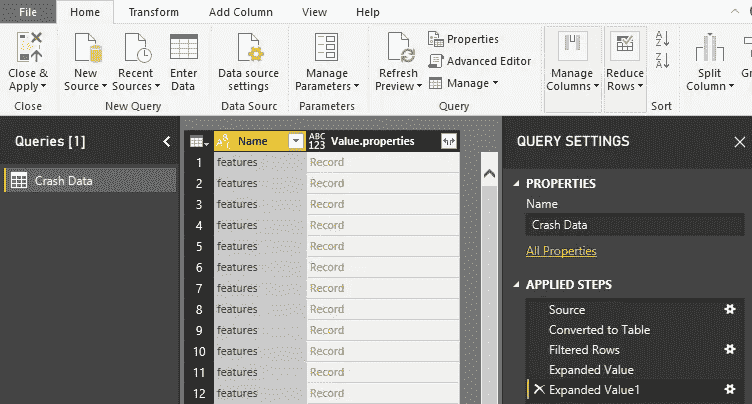 File Home Transform Add Column View Help
Close & Apply New Source Recent Sources Enter Data Data source settings Manage Parameters Refresh Preview Properties Advanced Editor Manage Manage Columns Reduce Rows A Z Z A Split Column
Close New Query Data Sourc Parameters Query Sort
Queries [1]
Crash Data
Name ABC 123 Value.properties
1 features Record
2 features Record
3 features Record
4 features Record
5 features Record
6 features Record
7 features Record
8 features Record
9 features Record
10 features Record
11 features Record
12 features Record
QUERY SETTINGS
PROPERTIES
Name
Crash Data
All Properties
APPLIED STEPS
Source
Converted to Table
Filtered Rows
Expanded Value
Expanded Value1